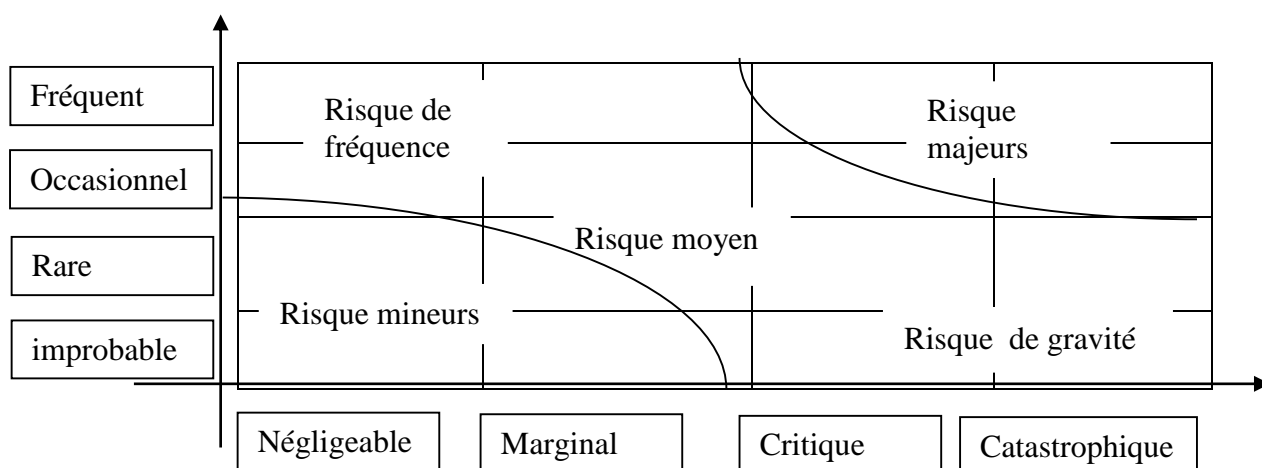 Fréquent
Risque de
fréquence
Risque
majeurs
Occasionnel
Risque moyen
Rare
Risque mineurs
improbable
Risque de gravité
Négligeable
Marginal
Critique
Catastrophique